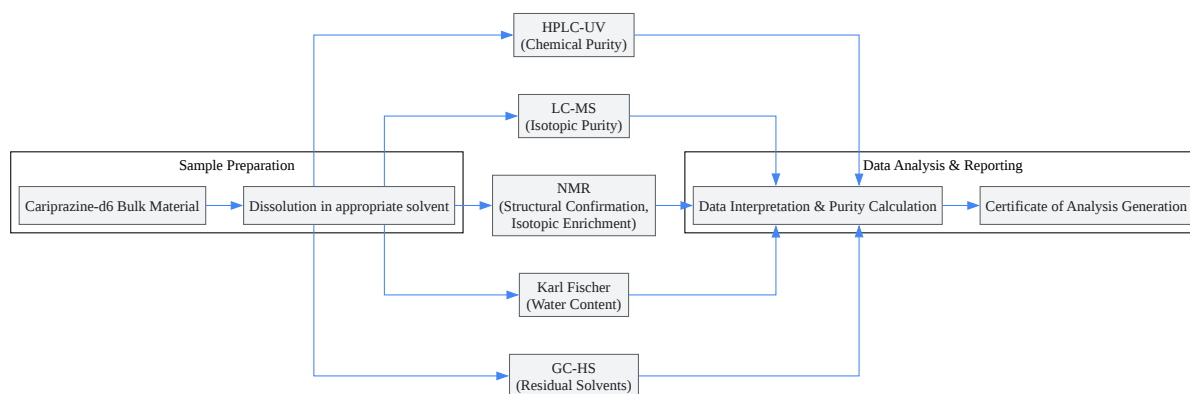 HPLC-UV
(Chemical Purity)
LC-MS
(Isotopic Purity)
Sample Preparation
Data Analysis & Reporting
Cariprazine-d6 Bulk Material
Dissolution in appropriate solvent
NMR
(Structural Confirmation,
Isotopic Enrichment)
Data Interpretation & Purity Calculation
Certificate of Analysis Generation
Karl Fischer
(Water Content)
GC-HS
(Residual Solvents)